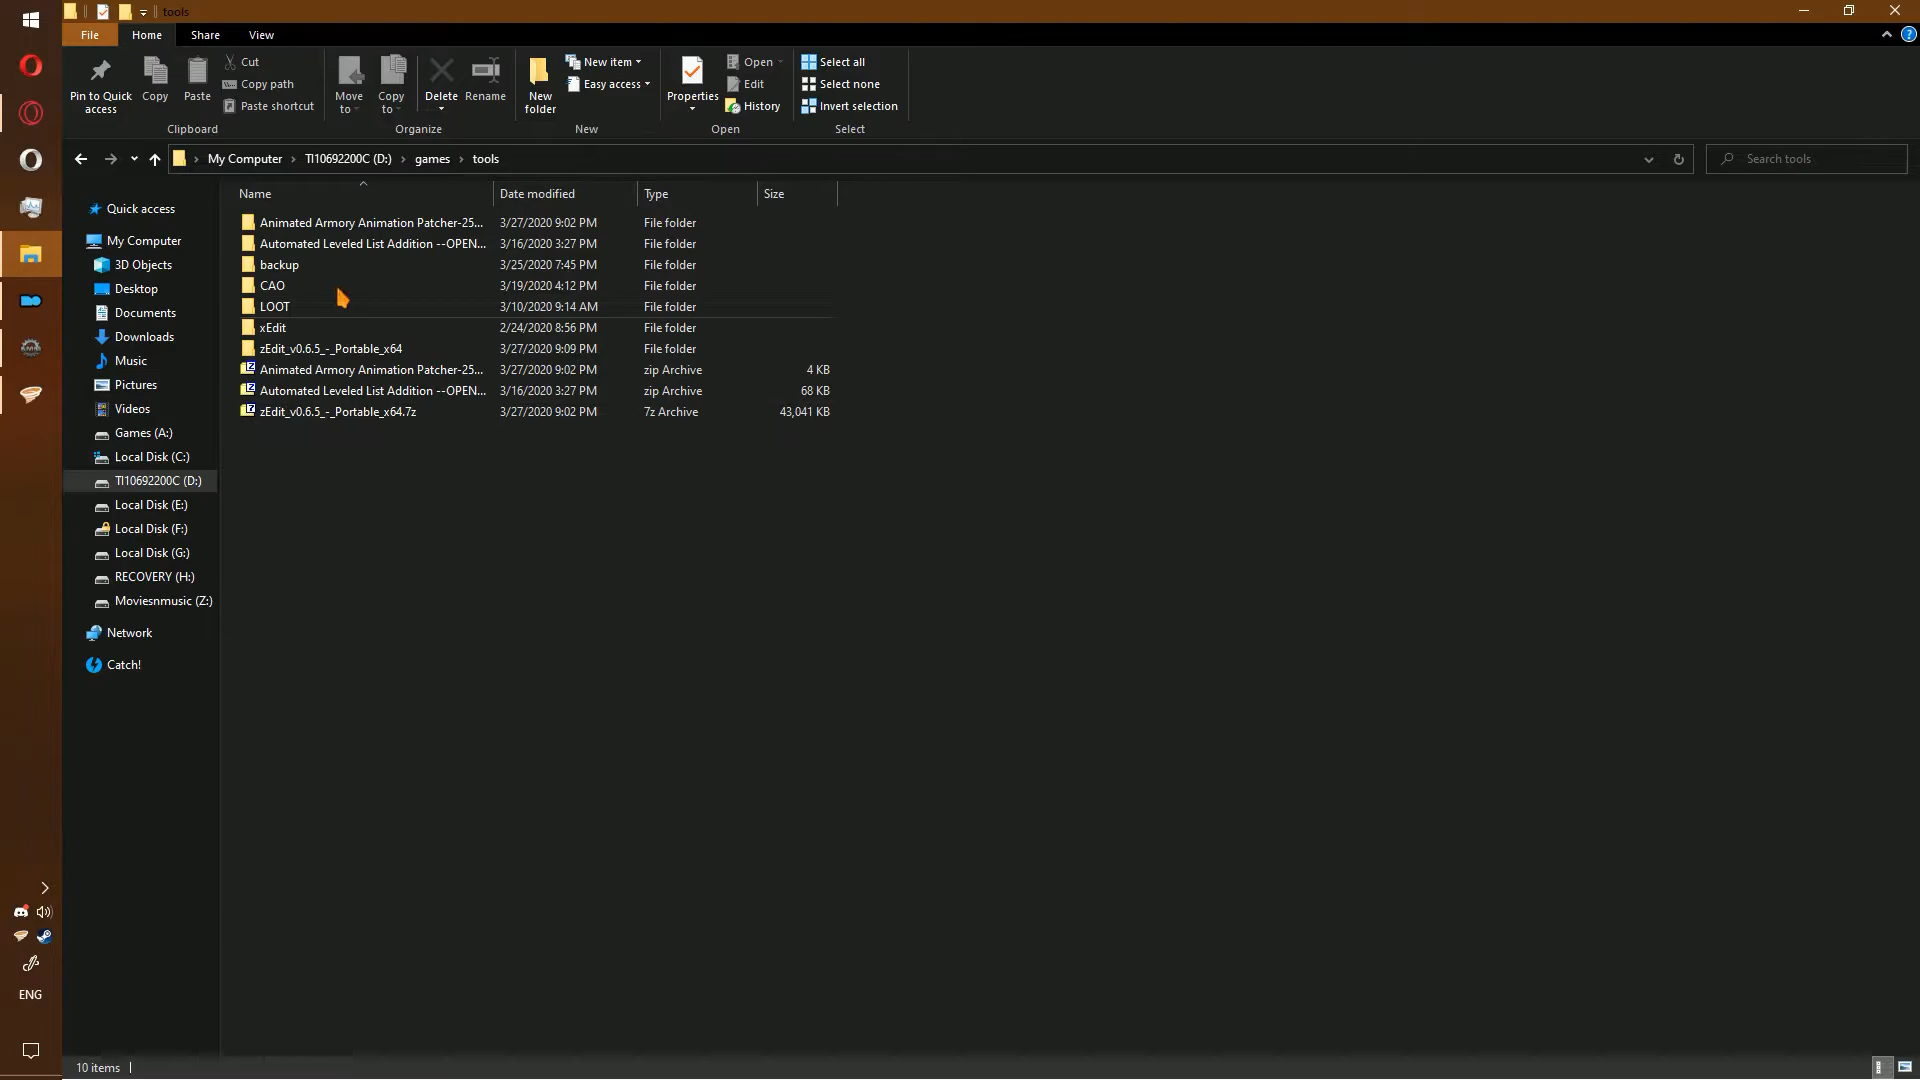 tools
File Home Share View
Pin to Quick access
Copy
Paste
Cut
Copy path
Paste shortcut
Clipboard
Move to
Copy to
Delete
Rename
Organize
New folder
New item
Easy access
New
Properties
Open
Edit
History
Open
Select all
Select none
Invert selection
Select
My Computer > TI10692200C (D:) > games > tools
Search tools
Name Date modified Type Size
Quick access
My Computer
3D Objects
Desktop
Documents
Downloads
Music
Pictures
Videos
Games (A:)
Local Disk (C:)
TI10692200C (D:)
Local Disk (E:)
Local Disk (F:)
Local Disk (G:)
RECOVERY (H:)
Moviesnmusic (Z:)
Network
Catch!
Animated Armory Animation Patcher-25... 3/27/2020 9:02 PM File folder
Automated Leveled List Addition --OPEN... 3/16/2020 3:27 PM File folder
backup 3/25/2020 7:45 PM File folder
CAO 3/19/2020 4:12 PM File folder
LOOT 3/10/2020 9:14 AM File folder
xEdit 2/24/2020 8:56 PM File folder
zEdit_v0.6.5_-_Portable_x64 3/27/2020 9:09 PM File folder
Animated Armory Animation Patcher-25... 3/27/2020 9:02 PM zip Archive 4 KB
Automated Leveled List Addition --OPEN... 3/16/2020 3:27 PM zip Archive 68 KB
zEdit_v0.6.5_-_Portable_x64.7z 3/27/2020 9:02 PM 7z Archive 43,041 KB
ENG
10 items